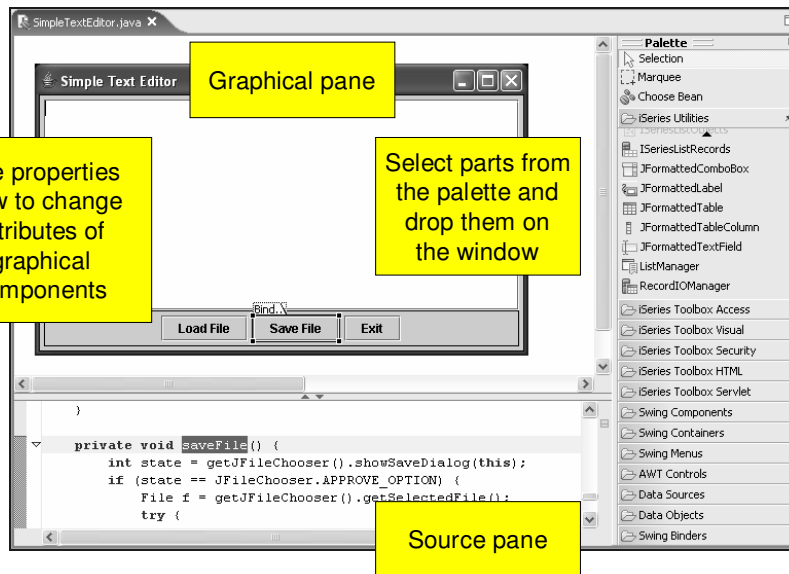 SimpleTextEditor.java
Simple Text Editor
Graphical pane
properties
to change
of
Select parts from
the palette and
drop them on
the window
Bind..
Load File
Save File
Exit
}
private void saveFile() {
int state = getJFileChooser().showSaveDialog(this);
if (state == JFileChooser.APPROVE_OPTION) {
File f = getJFileChooser().getSelectedFile();
try {
Source pane
Palette
Selection
Marquee
Choose Bean
iSeries Utilities
ISeriesListObjects
ISeriesListRecords
JFormattedComboBox
JFormattedLabel
JFormattedTable
JFormattedTableColumn
JFormattedTextField
ListManager
RecordIOManager
iSeries Toolbox Access
iSeries Toolbox Visual
iSeries Toolbox Security
iSeries Toolbox HTML
iSeries Toolbox Servlet
Swing Components
Swing Containers
Swing Menus
AWT Controls
Data Sources
Data Objects
Swing Binders